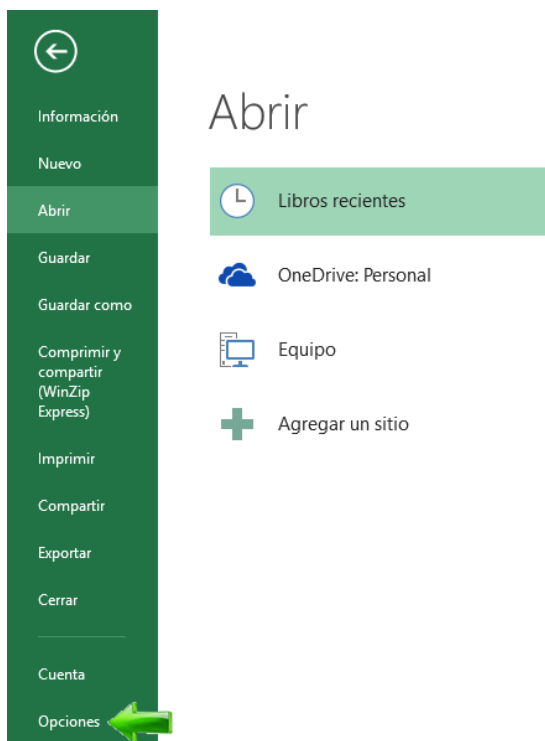 Información
Nuevo
Abrir
Guardar
Guardar como
Comprimir y
compartir
(WinZip
Express)
Imprimir
Compartir
Exportar
Cerrar
Cuenta
Opciones
Abrir
Libros recientes
OneDrive: Personal
Equipo
Agregar un sitio